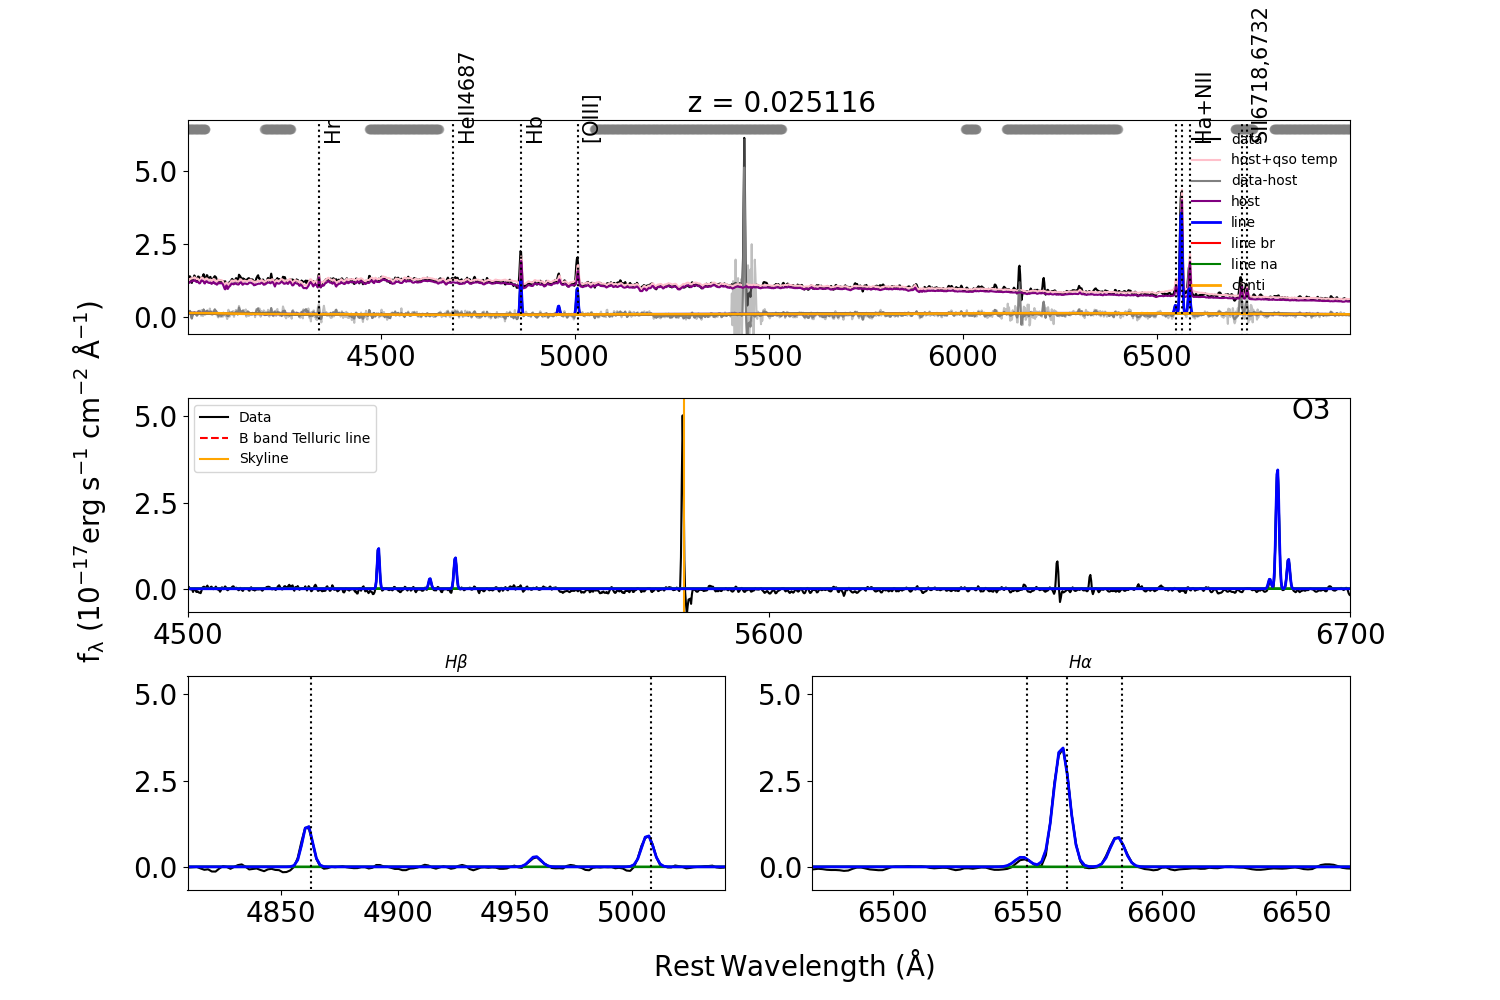 z = 0.025116
Hr
HeII4687
Hb
[OIII]
Ha+NII
SII6718,6732
data
host+qso temp
data-host
host
line
line br
line na
conti
5.0
2.5
0.0
4500
5000
5500
6000
6500
O3
Data
B band Telluric line
Skyline
5.0
2.5
0.0
4500
5600
6700
fλ (10−17erg s−1 cm−2 Å−1)
Hβ
5.0
2.5
0.0
4850
4900
4950
5000
Hα
5.0
2.5
0.0
6500
6550
6600
6650
Rest Wavelength (Å)